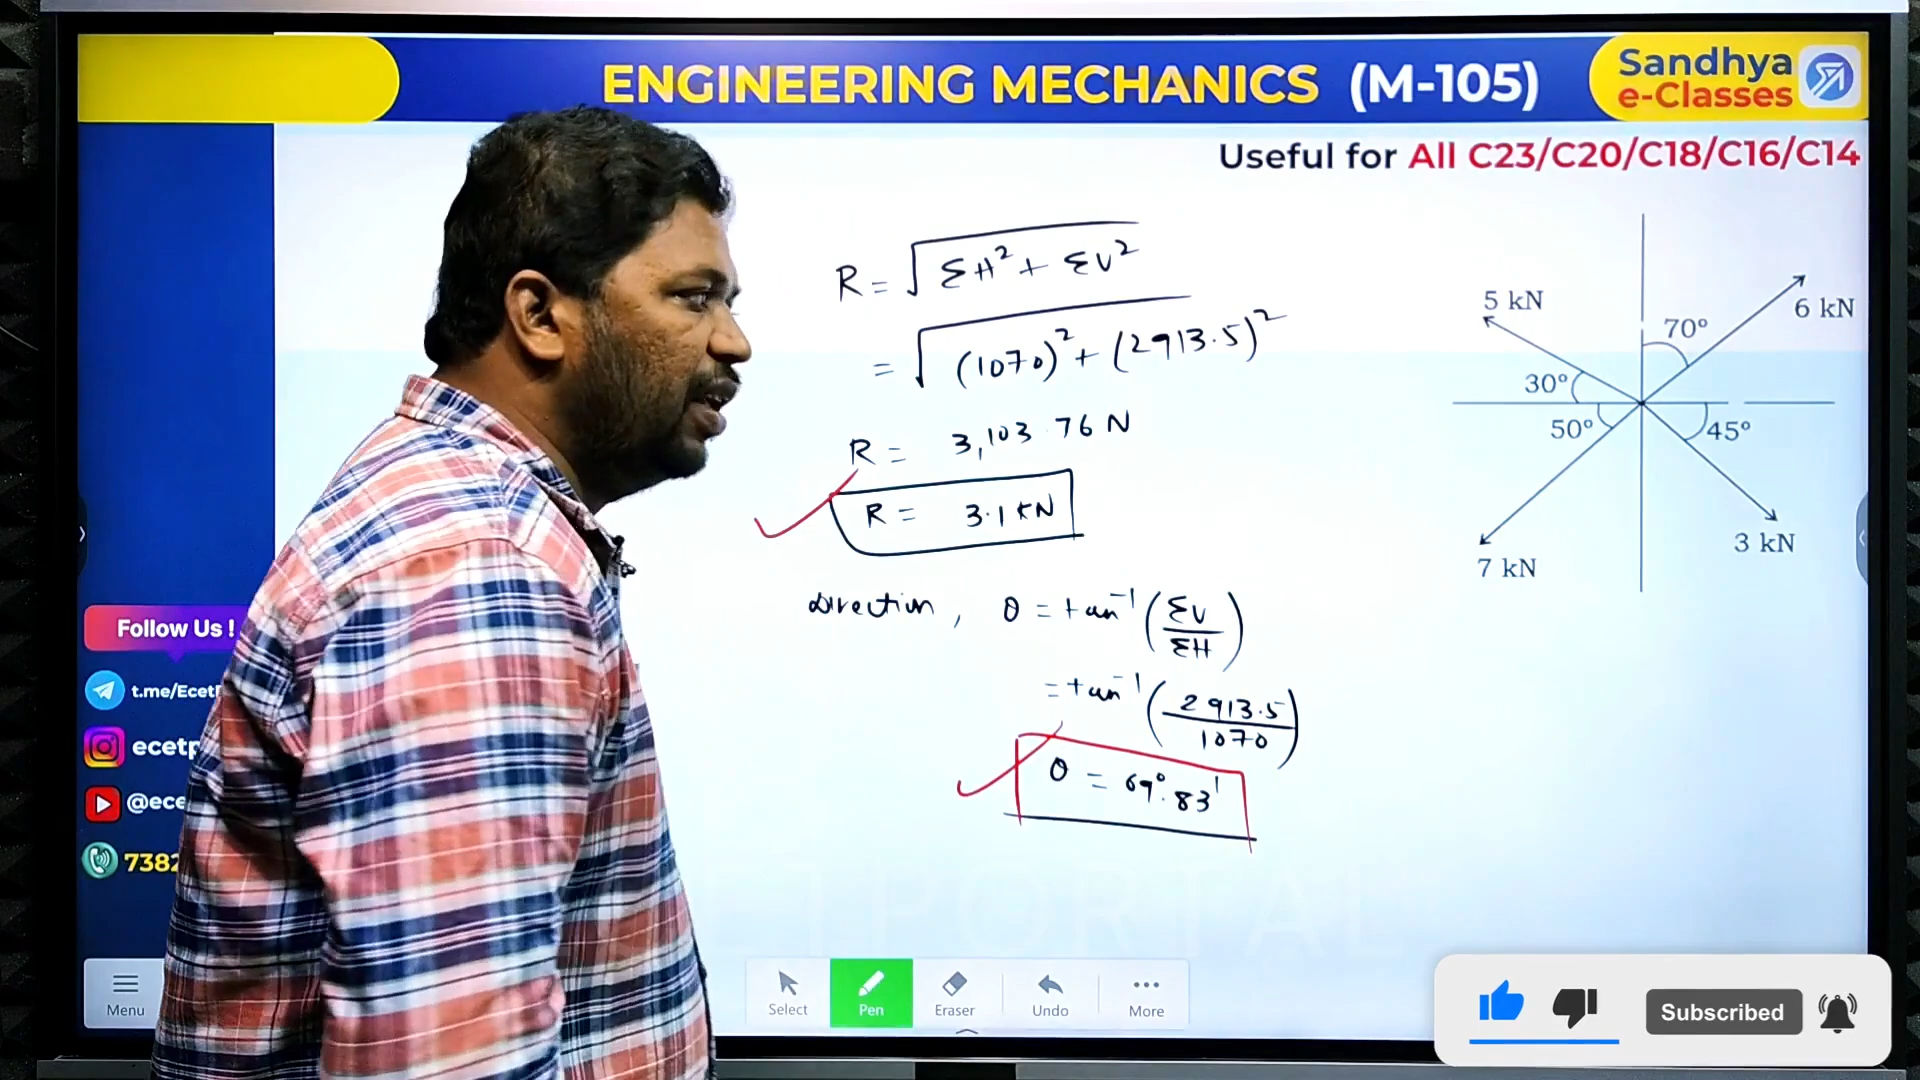 ENGINEERING MECHANICS (M-105)
Sandhya
e-Classes
Useful for All C23/C20/C18/C16/C14
R = √ΣH² + ΣV²
= √(1070)² + (2913.5)²
R = 3,103.76 N
R = 3.1 KN
Direction, θ = tan⁻¹ (ΣV/ΣH)
= tan⁻¹ (2913.5/1070)
θ = 69°.83'
5 kN
6 kN
70°
30°
50°
45°
7 kN
3 kN
Follow Us !
t.me/Ecet
ecetp
@ece
738
PORTAL
Menu
Select
Pen
Eraser
Undo
More
Subscribed